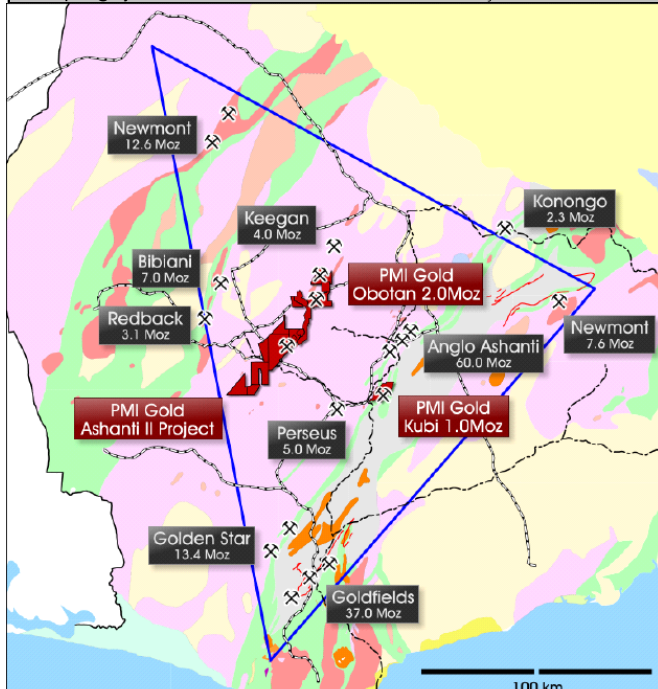 Newmont
12.6 Moz
Konongo
2.3 Moz
Keegan
4.0 Moz
Bibiani
7.0 Moz
PMI Gold
Obotan 2.0Moz
Redback
3.1 Moz
Newmont
7.6 Moz
Anglo Ashanti
60.0 Moz
PMI Gold
Ashanti II Project
PMI Gold
Kubi 1.0Moz
Perseus
5.0 Moz
Golden Star
13.4 Moz
Goldfields
37.0 Moz
100 km